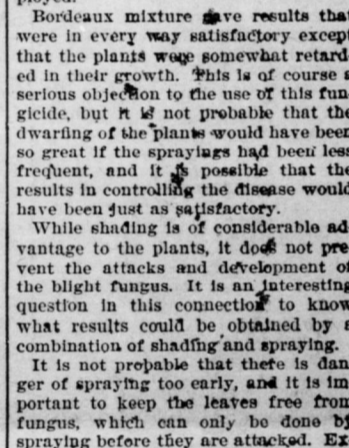 Bordeaux mixture gave results that
were in every way satisfactory except
that the plants were somewhat retard
ed in their growth. This is of course a
serious objection to the use of this fun
gicide, but it is not probable that the
dwarfing of the plants would have been
so great if the sprayings had been less
frequent, and it is possible that the
results in controlling the disease would
have been just as satisfactory.
While shading is of considerable ad
vantage to the plants, it does not pre
vent the attacks and development of
the blight fungus. It is an interesting
question in this connection to know
what results could be obtained by a
combination of shading and spraying.
It is not probable that there is dan
ger of spraying too early, and it is im
portant to keep the leaves free from
fungus, which can only be done by
spraying before they are attacked. Ex